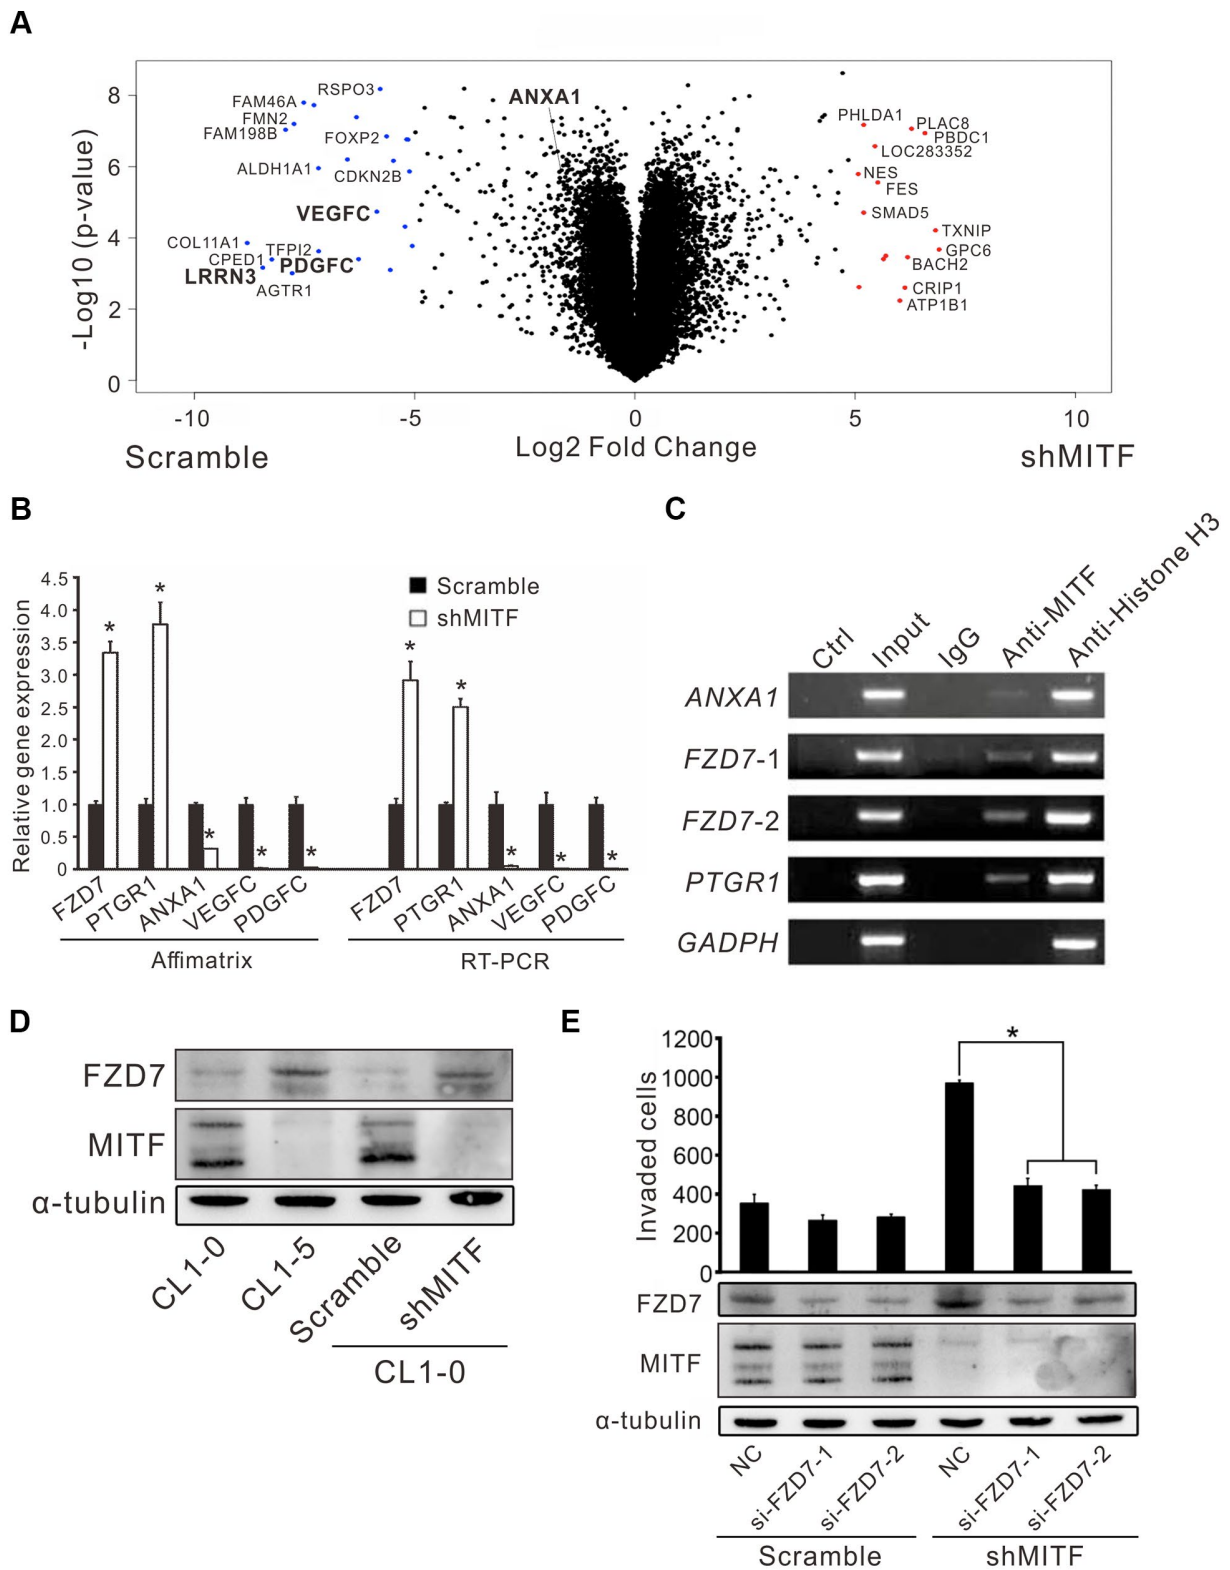 A
RSPO3
ANXA1
FAM46A
FMN2
FAM198B
FOXP2
ALDH1A1
CDKN2B
VEGFC
COL11A1
TFPI2
CPED1
PDGFC
LRRN3
AGTR1
PHLDA1
PLAC8
PBDC1
LOC283352
NES
FES
SMAD5
TXNIP
GPC6
BACH2
CRIP1
ATP1B1
-Log10 (p-value)
8
6
4
2
0
-10
-5
0
5
10
Scramble
Log2 Fold Change
shMITF
B
Relative gene expression
4.5
4.0
3.5
3.0
2.5
2.0
1.5
1.0
0.5
0
Scramble
shMITF
* * * * *
* * * * *
FZD7
PTGR1
ANXA1
VEGFC
PDGFC
FZD7
PTGR1
ANXA1
VEGFC
PDGFC
Affimatrix
RT-PCR
C
Ctrl
Input
IgG
Anti-MITF
Anti-Histone H3
ANXA1
FZD7-1
FZD7-2
PTGR1
GADPH
D
FZD7
MITF
α-tubulin
CL1-0
CL1-5
Scramble
shMITF
CL1-0
E
Invaded cells
1200
1000
800
600
400
200
0
*
FZD7
MITF
α-tubulin
NC
si-FZD7-1
si-FZD7-2
NC
si-FZD7-1
si-FZD7-2
Scramble
shMITF